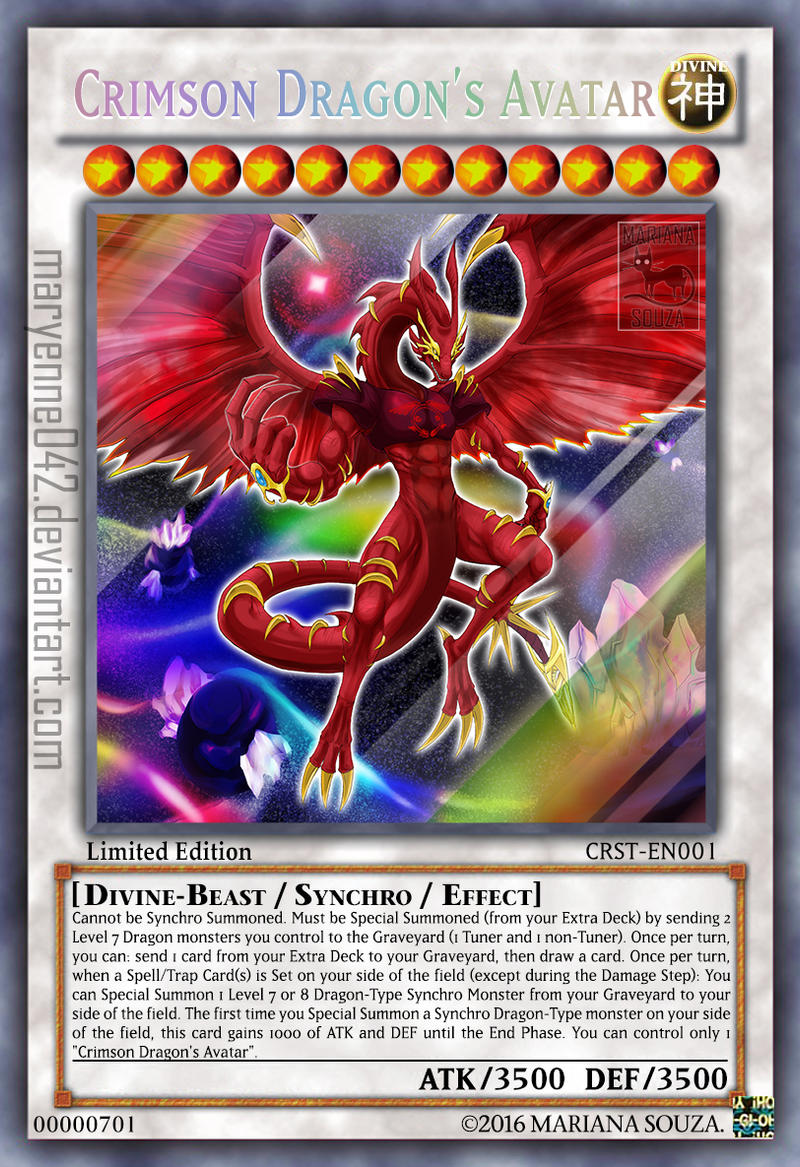 CRIMSON DRAGON'S AVATAR
DIVINE
神
MARIANA
SOUZA
maryenne042.deviantart.com
Limited Edition
CRST-EN001
[DIVINE-BEAST / SYNCHRO / EFFECT]
Cannot be Synchro Summoned. Must be Special Summoned (from your Extra Deck) by sending 2
Level 7 Dragon monsters you control to the Graveyard (1 Tuner and 1 non-Tuner). Once per turn,
you can: send 1 card from your Extra Deck to your Graveyard, then draw a card. Once per turn,
when a Spell/Trap Card(s) is Set on your side of the field (except during the Damage Step): You
can Special Summon 1 Level 7 or 8 Dragon-Type Synchro Monster from your Graveyard to your
side of the field. The first time you Special Summon a Synchro Dragon-Type monster on your side
of the field, this card gains 1000 of ATK and DEF until the End Phase. You can control only 1
"Crimson Dragon's Avatar".
ATK/3500 DEF/3500
00000701
©2016 MARIANA SOUZA.